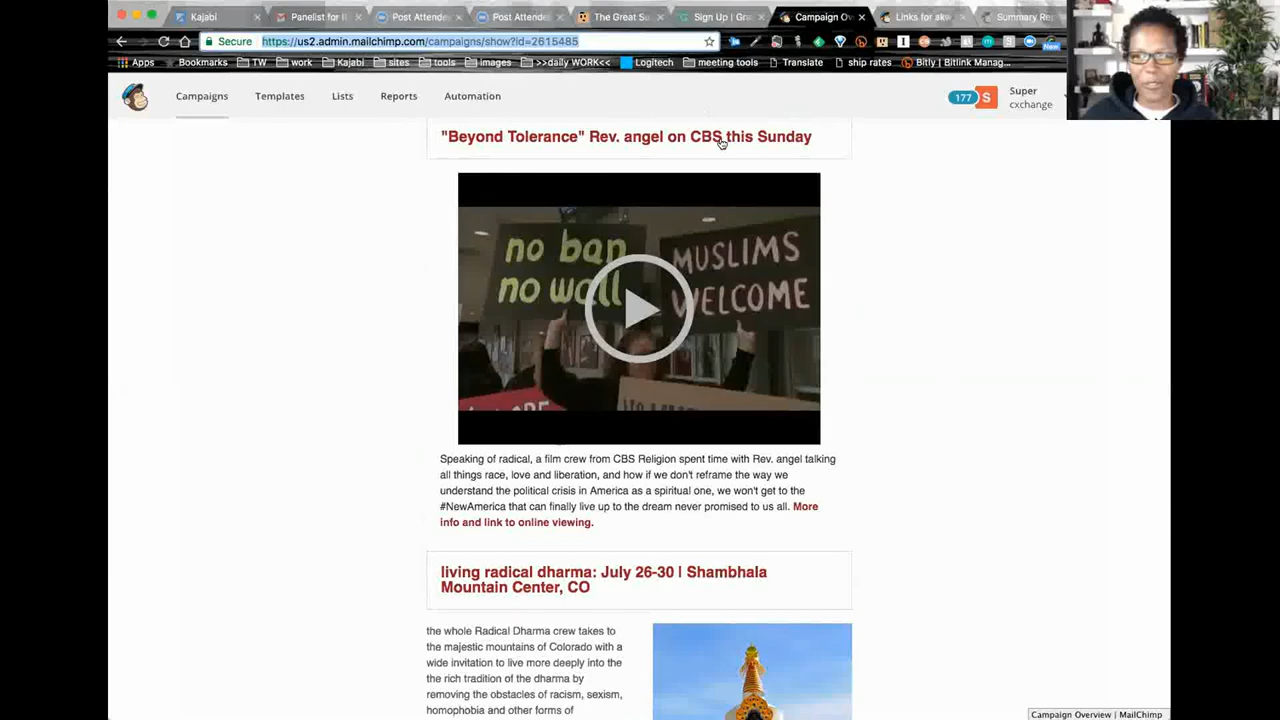 Kajabi
Panelist for
Post Attende
Post Attende
The Great Su
Sign Up | Gra
Campaign Ov
Links for akw
Summary Re
Secure https://us2.admin.mailchimp.com/campaigns/show?id=2615485
New
Apps Bookmarks TW work Kajabi sites tools images >>daily WORK<< Logitech meeting tools Translate ship rates Bitly | Bitlink Manag...
Campaigns Templates Lists Reports Automation
177 S Super
cxchange
"Beyond Tolerance" Rev. angel on CBS this Sunday
no ban
no wall
MUSLIMS
WELCOME
Speaking of radical, a film crew from CBS Religion spent time with Rev. angel talking
all things race, love and liberation, and how if we don't reframe the way we
understand the political crisis in America as a spiritual one, we won't get to the
#NewAmerica that can finally live up to the dream never promised to us all. More
info and link to online viewing.
living radical dharma: July 26-30 | Shambhala
Mountain Center, CO
the whole Radical Dharma crew takes to
the majestic mountains of Colorado with a
wide invitation to live more deeply into the
the rich tradition of the dharma by
removing the obstacles of racism, sexism,
homophobia and other forms of
Campaign Overview | MailChimp